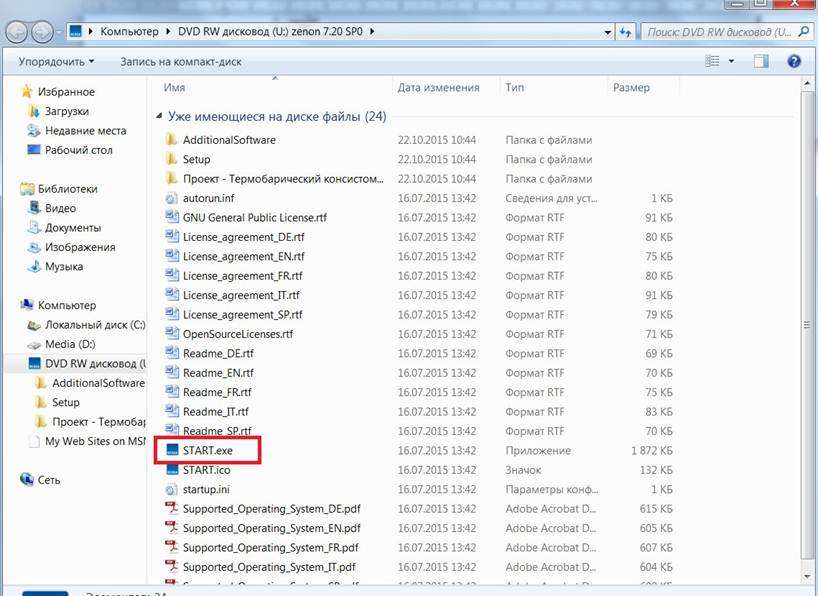 Компьютер DVD RW дисковод (U:) zenon 7.20 SP0 Поиск: DVD RW дисковод (U...
Упорядочить Запись на компакт-диск
Имя Дата изменения Тип Размер
Избранное
Загрузки
Недавние места
Рабочий стол
Библиотеки
Видео
Документы
Изображения
Музыка
Компьютер
Локальный диск (C:)
Media (D:)
DVD RW дисковод (U
AdditionalSoftware
Setup
Проект - Термобар
My Web Sites on MSN
Сеть
Уже имеющиеся на диске файлы (24)
AdditionalSoftware 22.10.2015 10:44 Папка с файлами
Setup 22.10.2015 10:44 Папка с файлами
Проект - Термобарический консистом... 22.10.2015 10:44 Папка с файлами
autorun.inf 16.07.2015 13:42 Сведения для уст... 1 КБ
GNU General Public License.rtf 16.07.2015 13:42 Формат RTF 91 КБ
License_agreement_DE.rtf 16.07.2015 13:42 Формат RTF 80 КБ
License_agreement_EN.rtf 16.07.2015 13:42 Формат RTF 75 КБ
License_agreement_FR.rtf 16.07.2015 13:42 Формат RTF 80 КБ
License_agreement_IT.rtf 16.07.2015 13:42 Формат RTF 91 КБ
License_agreement_SP.rtf 16.07.2015 13:42 Формат RTF 79 КБ
OpenSourceLicenses.rtf 16.07.2015 13:42 Формат RTF 71 КБ
Readme_DE.rtf 16.07.2015 13:42 Формат RTF 69 КБ
Readme_EN.rtf 16.07.2015 13:42 Формат RTF 70 КБ
Readme_FR.rtf 16.07.2015 13:42 Формат RTF 75 КБ
Readme_IT.rtf 16.07.2015 13:42 Формат RTF 83 КБ
Readme_SP.rtf 16.07.2015 13:42 Формат RTF 70 КБ
START.exe 16.07.2015 13:42 Приложение 1 872 КБ
START.ico 16.07.2015 13:42 Значок 132 КБ
startup.ini 16.07.2015 13:42 Параметры конф... 1 КБ
Supported_Operating_System_DE.pdf 16.07.2015 13:42 Adobe Acrobat D... 615 КБ
Supported_Operating_System_EN.pdf 16.07.2015 13:42 Adobe Acrobat D... 605 КБ
Supported_Operating_System_FR.pdf 16.07.2015 13:42 Adobe Acrobat D... 607 КБ
Supported_Operating_System_IT.pdf 16.07.2015 13:42 Adobe Acrobat D... 604 КБ